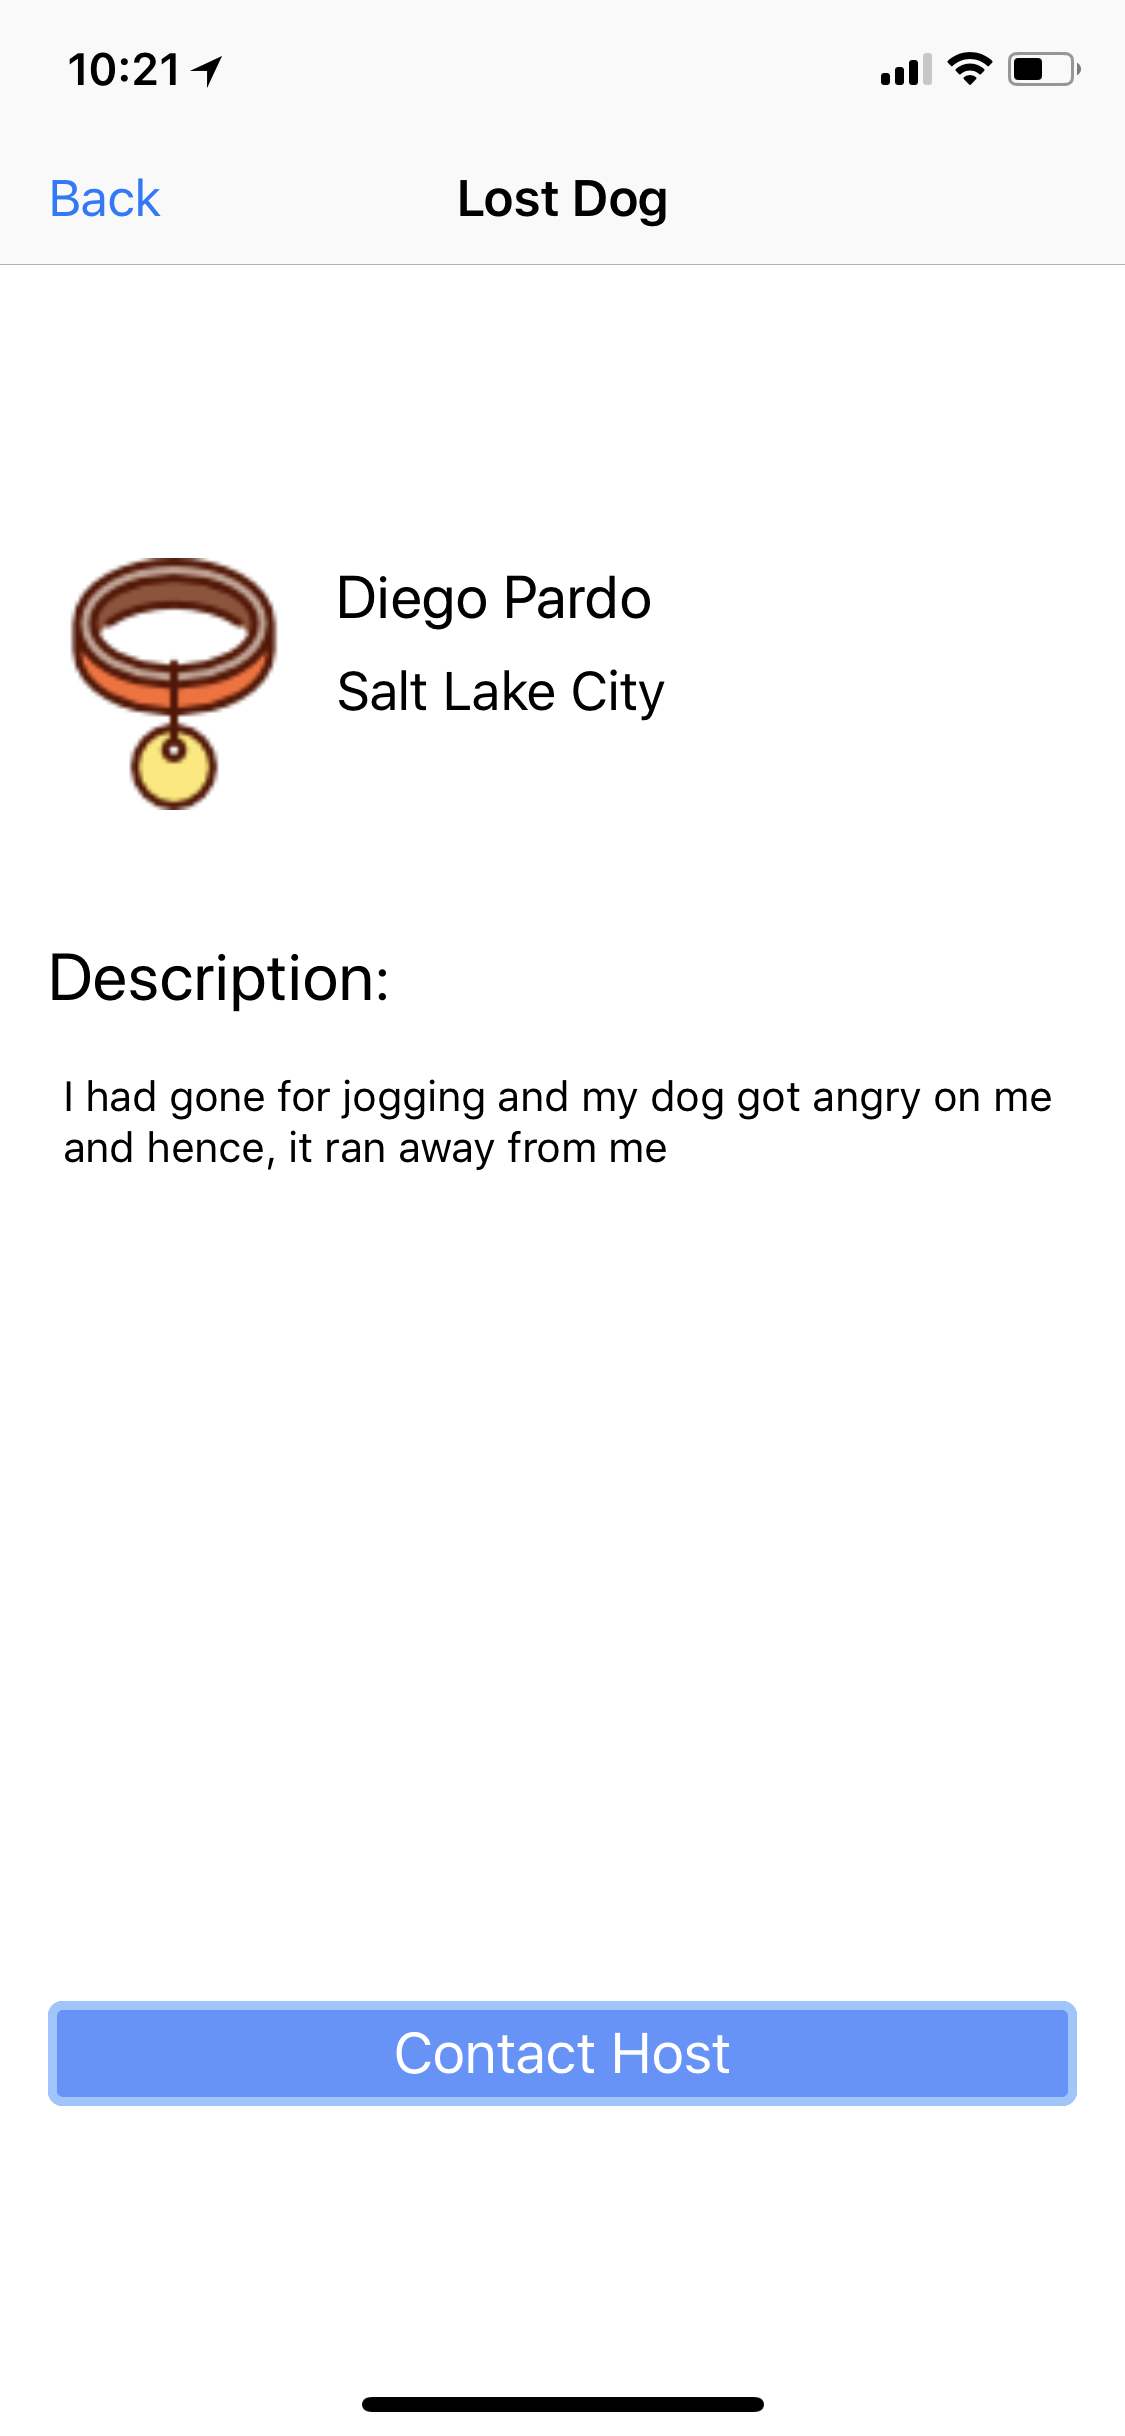 10:21
Back
Lost Dog
Diego Pardo
Salt Lake City
Description:
I had gone for jogging and my dog got angry on me
and hence, it ran away from me
Contact Host